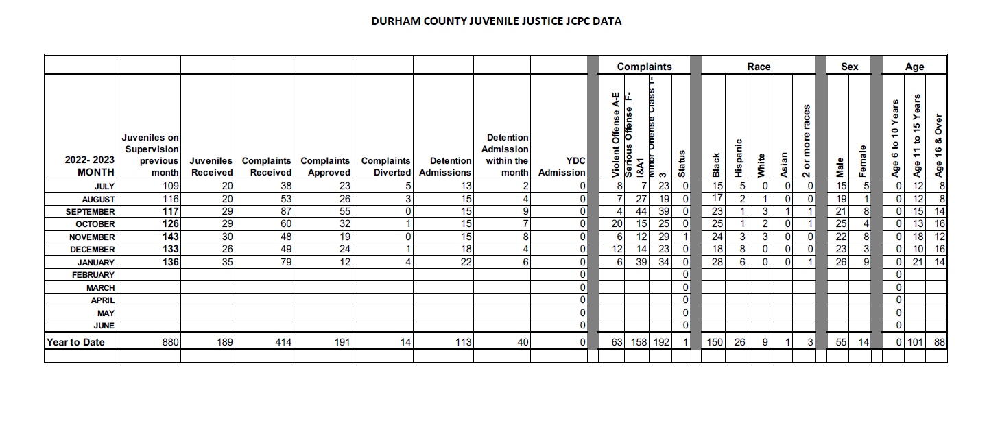 DURHAM COUNTY JUVENILE JUSTICE JCPC DATA
Complaints Race Sex Age
2022- 2023 MONTH Juveniles on Supervision previous month Juveniles Received Complaints Received Complaints Approved Complaints Diverted Detention Admissions Detention Admission within the month YDC Admission Violent Offense A-E Serious Offense F-I&A1 Minor Offense Class 1-3 Status Black Hispanic White Asian 2 or more races Male Female Age 6 to 10 Years Age 11 to 15 Years Age 16 & Over
JULY 109 20 38 23 5 13 2 0 8 7 23 0 15 5 0 0 0 15 5 0 12 8
AUGUST 116 20 53 26 3 15 4 0 7 27 19 0 17 2 1 0 0 19 1 0 12 8
SEPTEMBER 117 29 87 55 0 15 9 0 4 44 39 0 23 1 3 1 1 21 8 0 15 14
OCTOBER 126 29 60 32 1 15 7 0 20 15 25 0 25 1 2 0 1 25 4 0 13 16
NOVEMBER 143 30 48 19 0 15 8 0 6 12 29 1 24 3 3 0 0 22 8 0 18 12
DECEMBER 133 26 49 24 1 18 4 0 12 14 23 0 18 8 0 0 0 23 3 0 10 16
JANUARY 136 35 79 12 4 22 6 0 6 39 34 0 28 6 0 0 1 26 9 0 21 14
FEBRUARY 0 0 0
MARCH 0 0 0
APRIL 0 0 0
MAY 0 0 0
JUNE 0 0 0
Year to Date 880 189 414 191 14 113 40 0 63 158 192 1 150 26 9 1 3 55 14 0 101 88